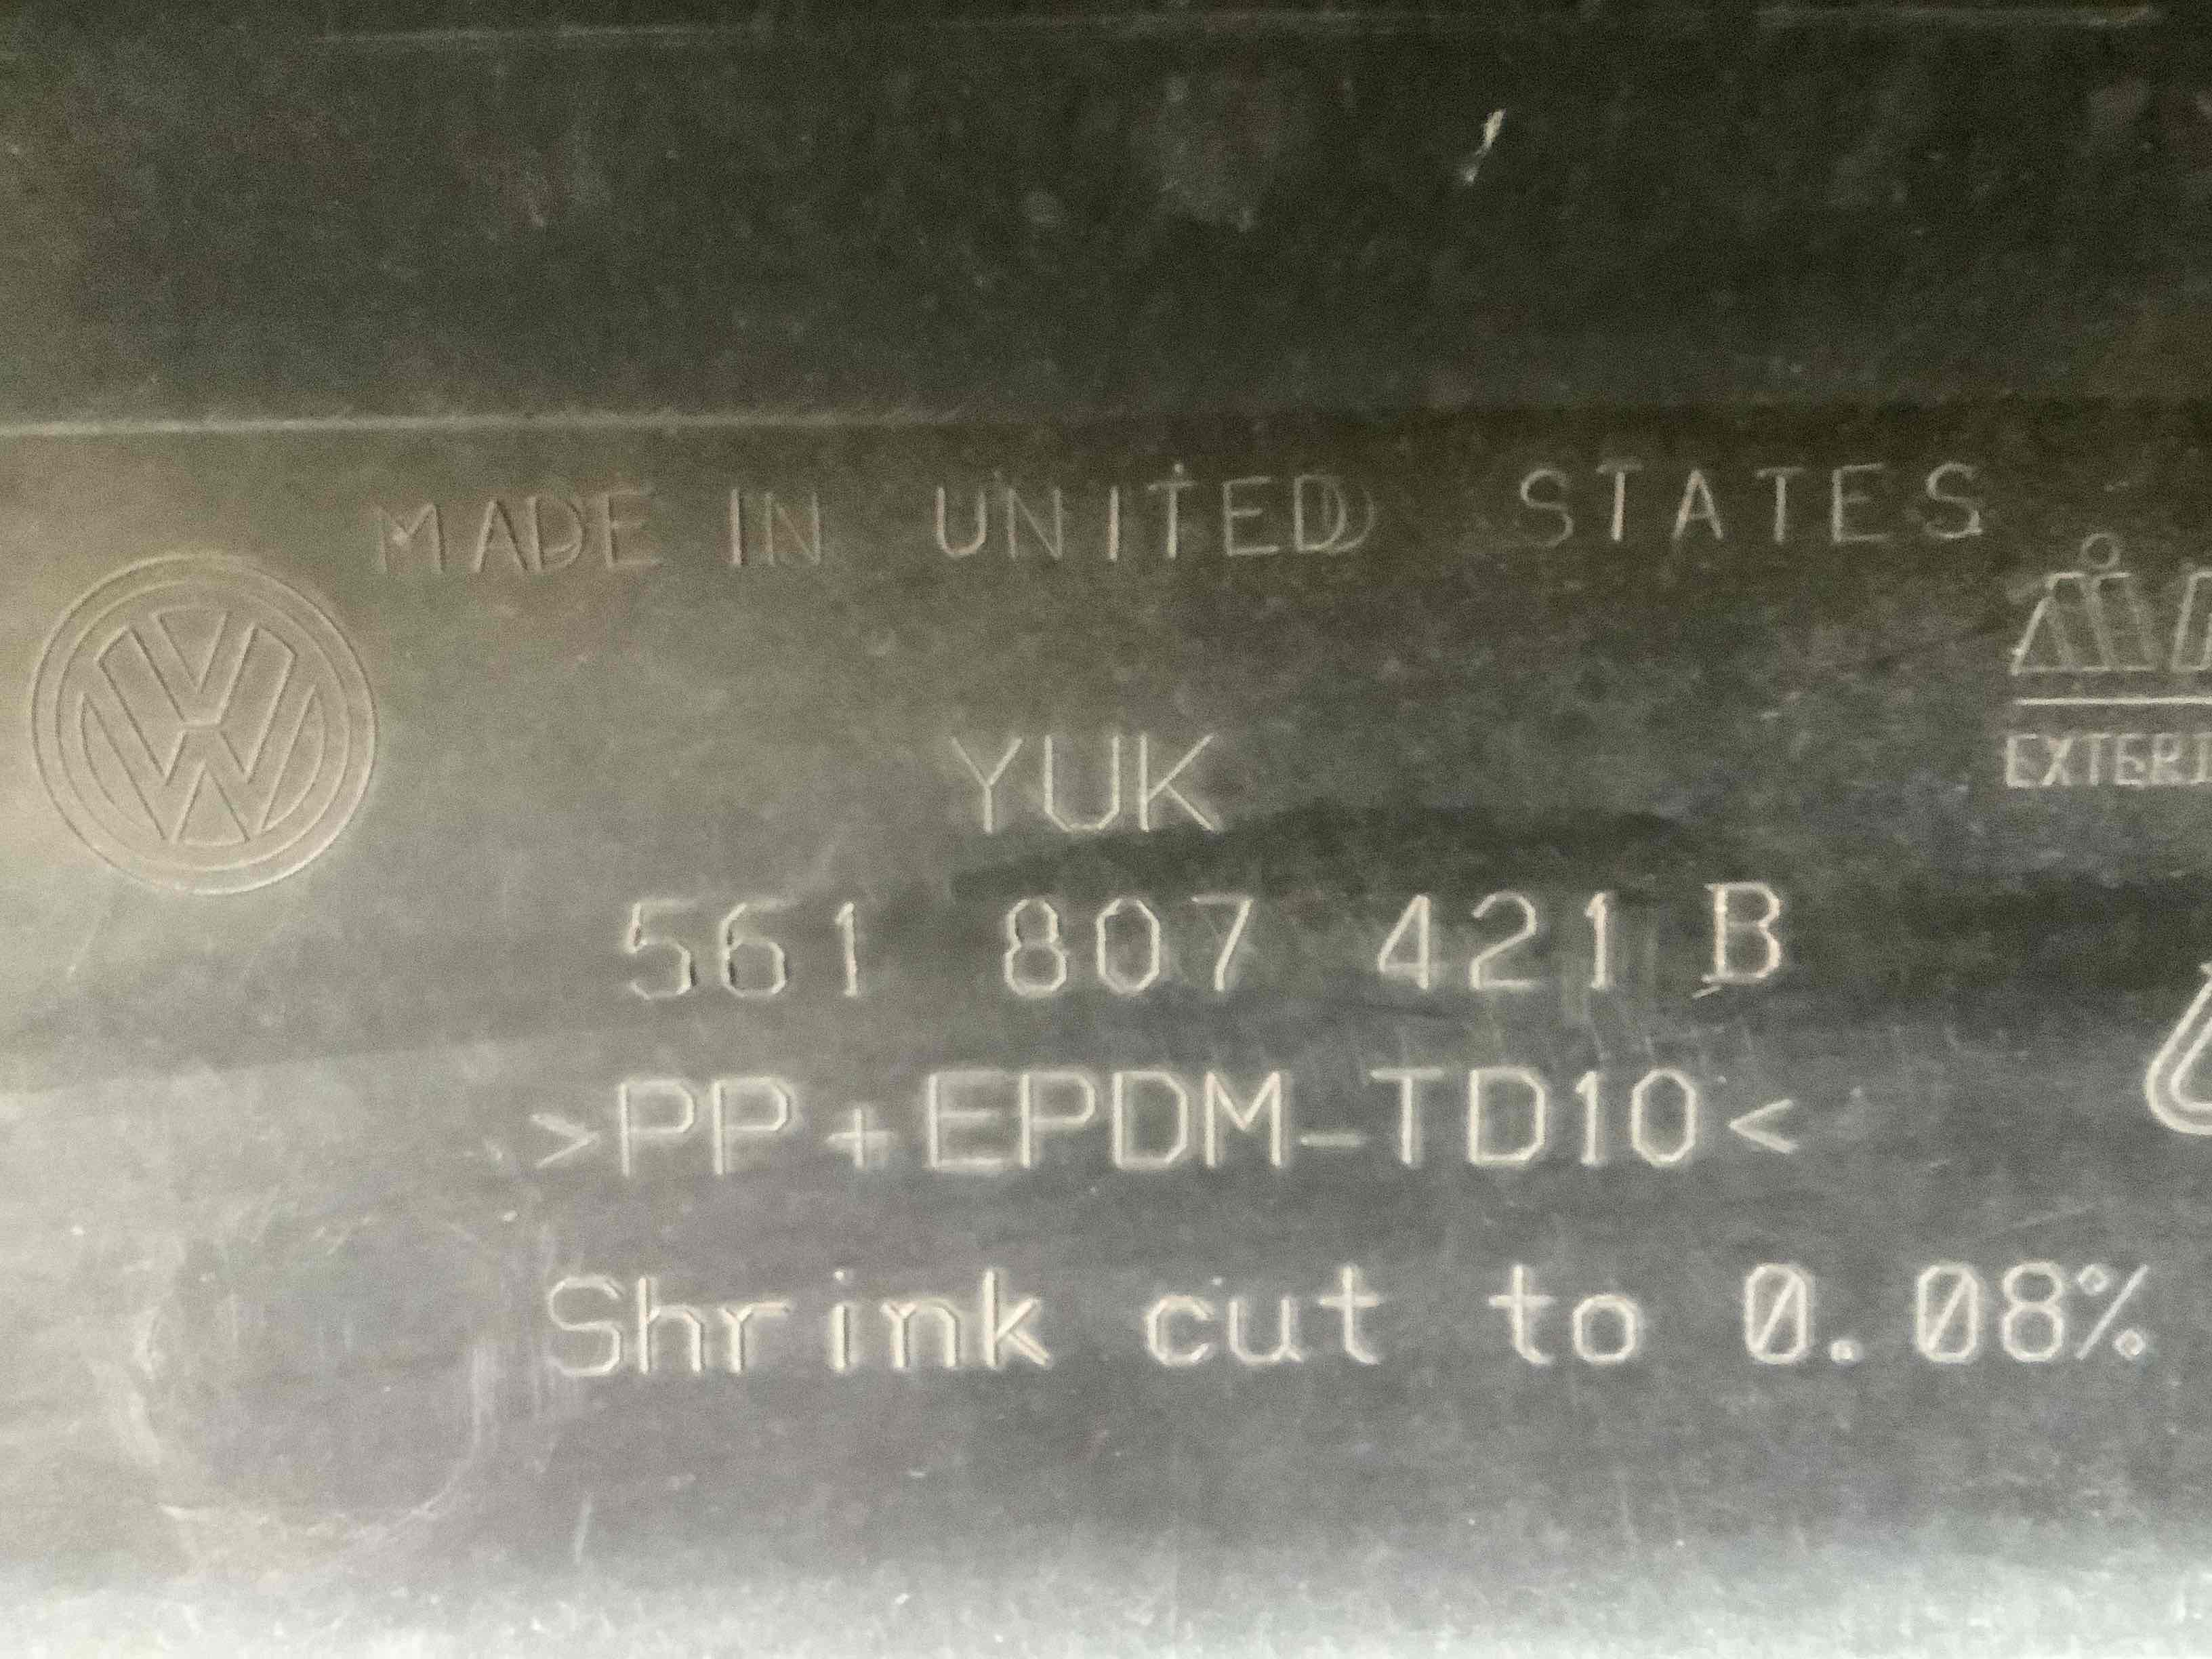 MADE IN UNITED STATES
YUK
561 807 421 B
>PP+EPDM-TD10<
Shrink cut to 0.08%